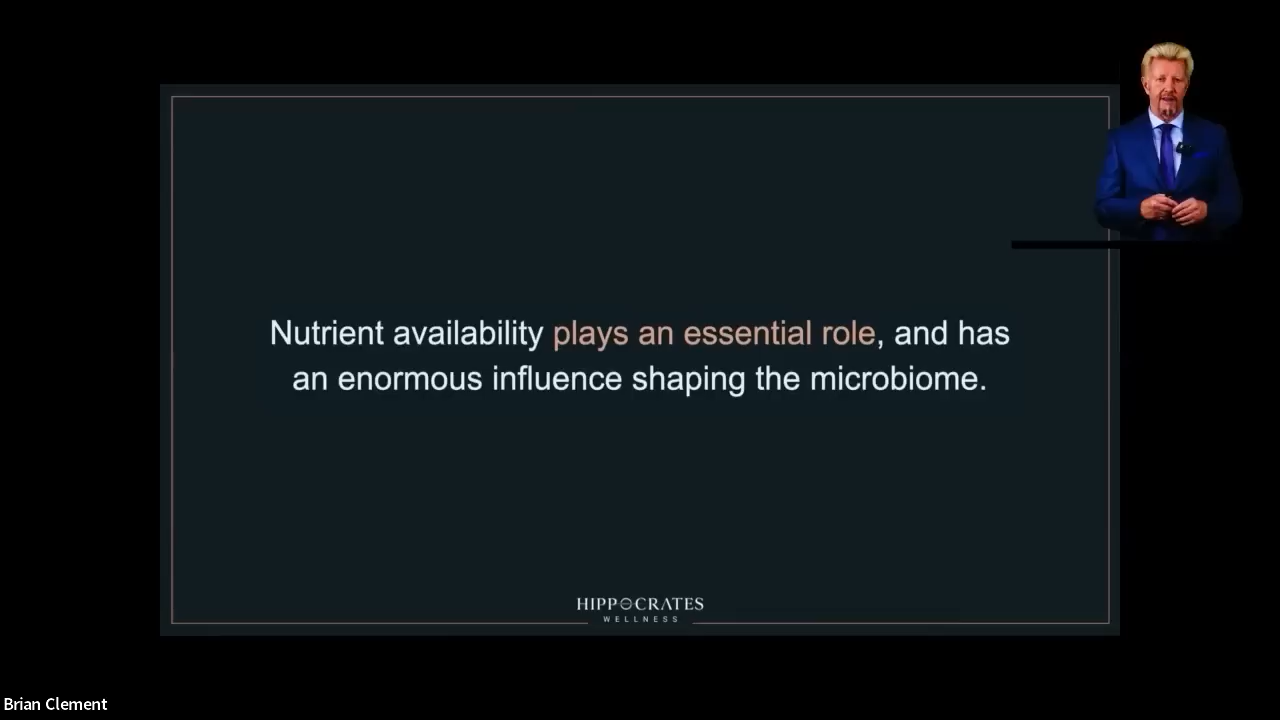 Nutrient availability plays an essential role, and has
an enormous influence shaping the microbiome.
HIPPOCRATES
WELLNESS
Brian Clement